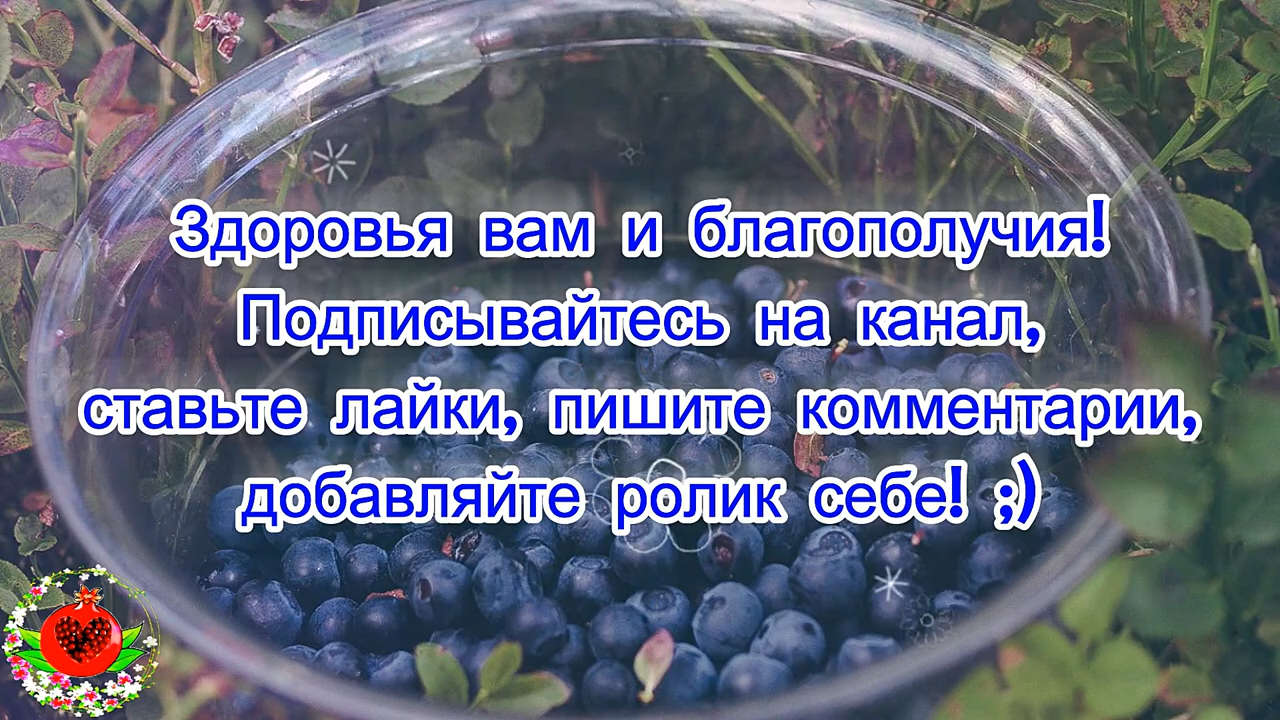 Здоровья вам и благополучия!
Подписывайтесь на канал,
ставьте лайки, пишите комментарии,
добавляйте ролик себе! ;)